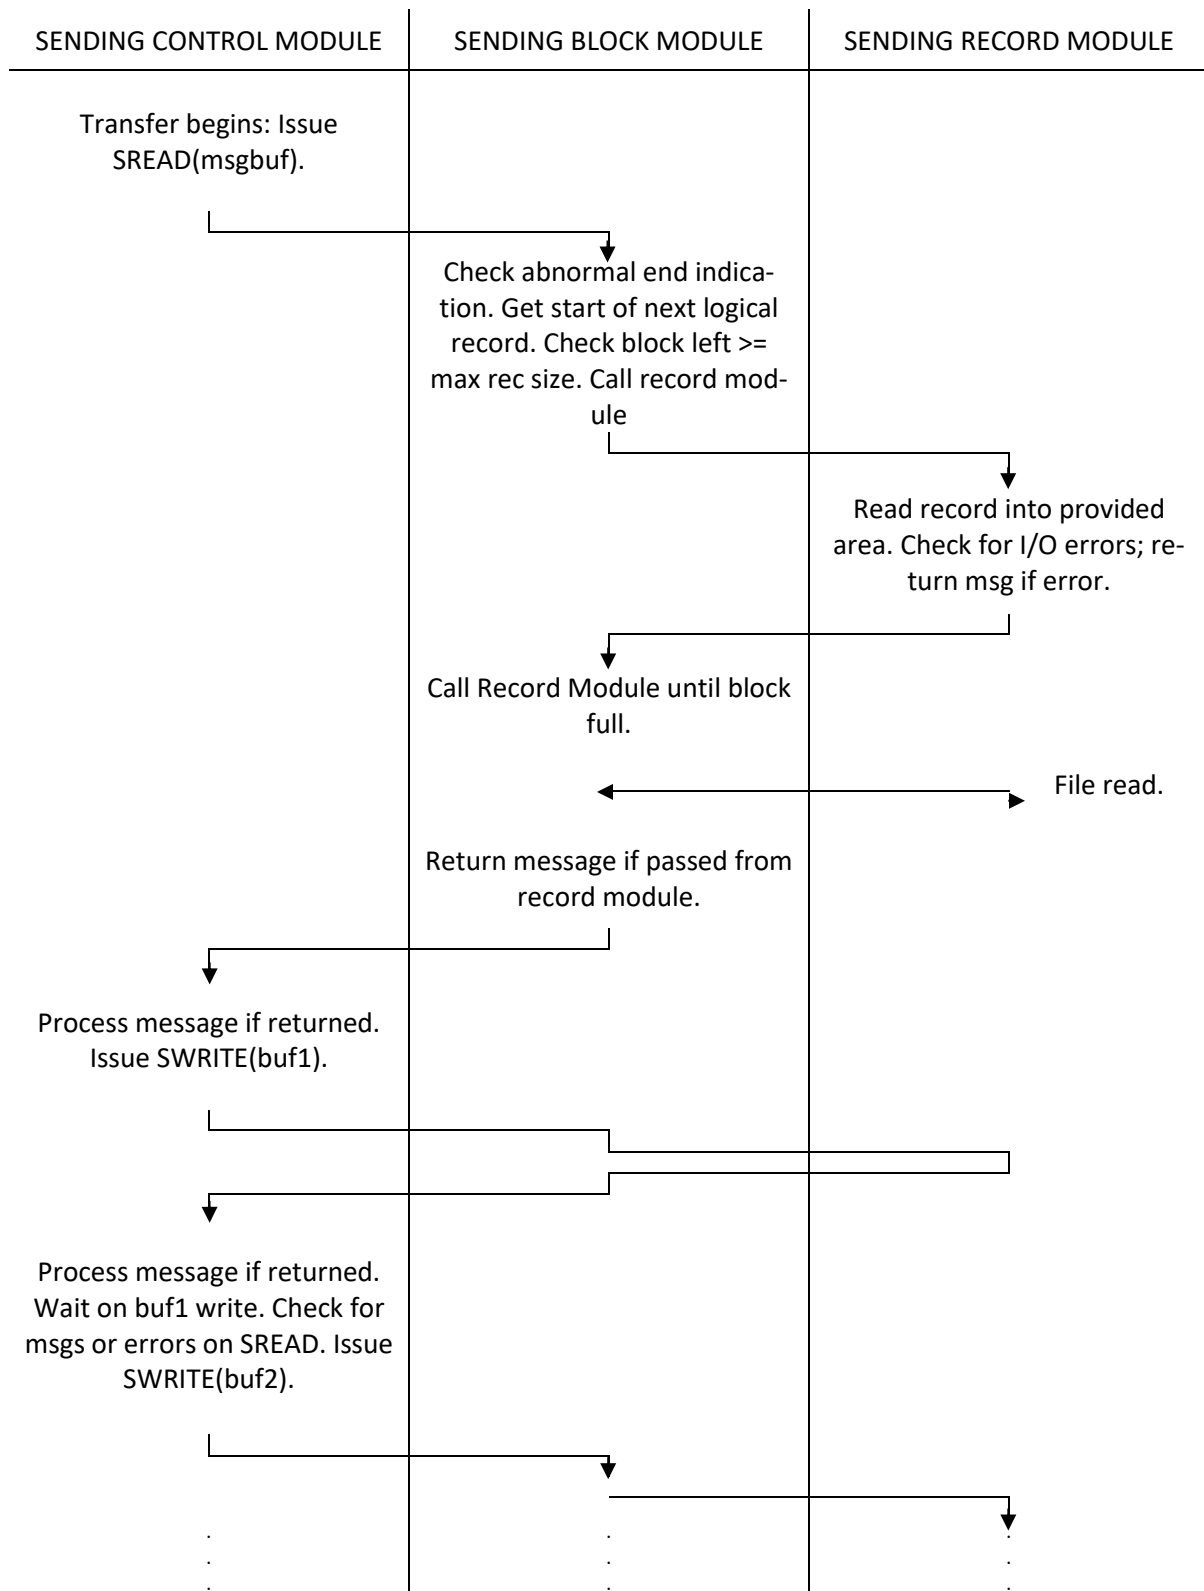 SENDING CONTROL MODULE
SENDING BLOCK MODULE
SENDING RECORD MODULE
Transfer begins: Issue
SREAD(msgbuf).
Check abnormal end indica-
tion. Get start of next logical
record. Check block left >=
max rec size. Call record mod-
ule
Read record into provided
area. Check for I/O errors; re-
turn msg if error.
Call Record Module until block
full.
File read.
Return message if passed from
record module.
Process message if returned.
Issue SWRITE(buf1).
Process message if returned.
Wait on buf1 write. Check for
msgs or errors on SREAD. Issue
SWRITE(buf2).
. . .
. . .
. . .